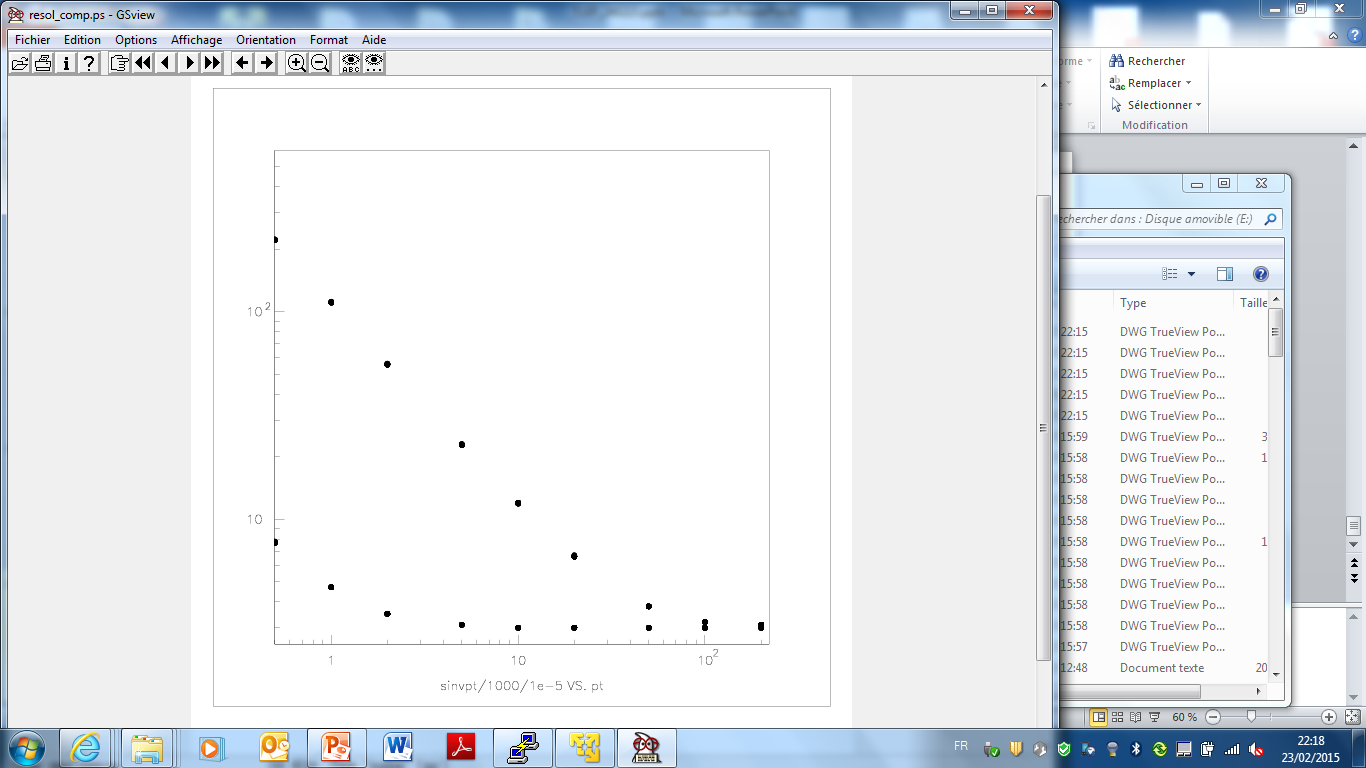 resol_comp.ps - GSview
Fichier Edition Options Affichage Orientation Format Aide
10²
10
1 10 10²
sinvpt/1000/1e-5 VS. pt
Rechercher
Remplacer
Sélectionner
Modification
echercher dans : Disque amovible (E:)
Type Taille
22:15 DWG TrueView Po...
22:15 DWG TrueView Po...
22:15 DWG TrueView Po...
22:15 DWG TrueView Po...
22:15 DWG TrueView Po...
15:59 DWG TrueView Po... 3
15:58 DWG TrueView Po... 1
15:58 DWG TrueView Po...
15:58 DWG TrueView Po...
15:58 DWG TrueView Po...
15:58 DWG TrueView Po... 1
15:58 DWG TrueView Po...
15:58 DWG TrueView Po...
15:58 DWG TrueView Po...
15:58 DWG TrueView Po...
15:57 DWG TrueView Po...
12:48 Document texte 20
60 %
FR
22:18
23/02/2015